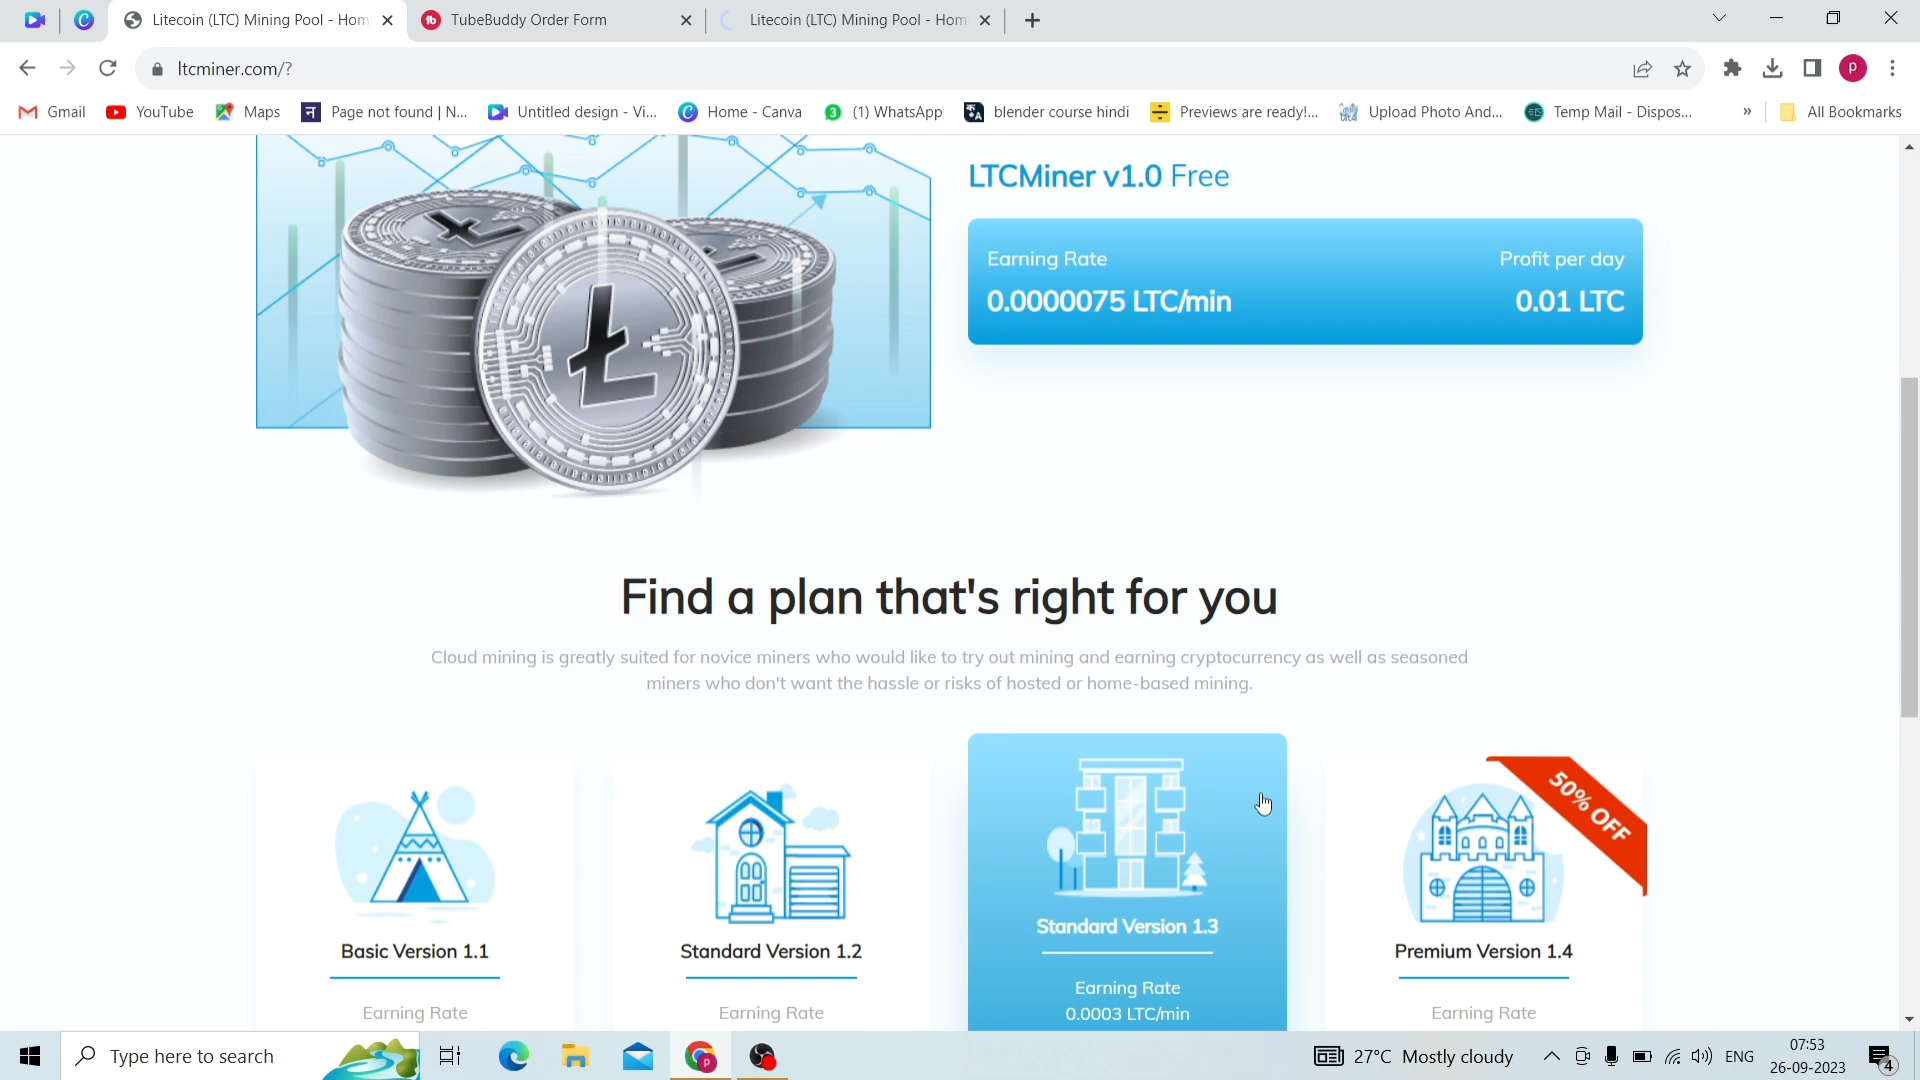 Litecoin (LTC) Mining Pool - Hom
TubeBuddy Order Form
Litecoin (LTC) Mining Pool - Hom
ltcminer.com/?
P
Gmail
YouTube
Maps
Page not found | N...
Untitled design - Vi...
Home - Canva
(1) WhatsApp
blender course hindi
Previews are ready!...
Upload Photo And...
Temp Mail - Dispos...
»
All Bookmarks
LTCMiner v1.0 Free
Earning Rate
Profit per day
0.0000075 LTC/min
0.01 LTC
Find a plan that's right for you
Cloud mining is greatly suited for novice miners who would like to try out mining and earning cryptocurrency as well as seasoned
miners who don't want the hassle or risks of hosted or home-based mining.
50% OFF
Basic Version 1.1
Standard Version 1.2
Standard Version 1.3
Premium Version 1.4
Earning Rate
Earning Rate
Earning Rate
0.0003 LTC/min
Earning Rate
Type here to search
27°C Mostly cloudy
ENG
07:53
26-09-2023
4